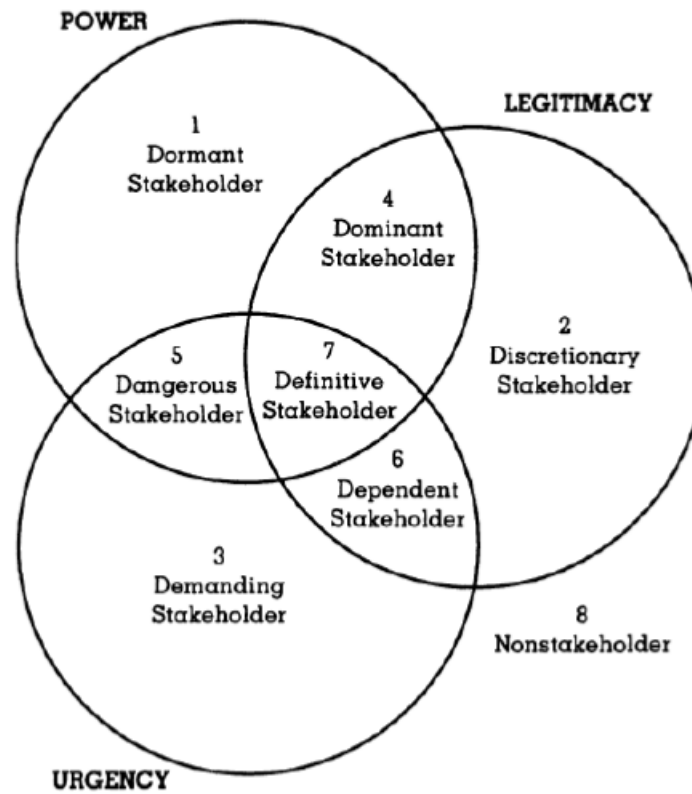 POWER
LEGITIMACY
1
Dormant
Stakeholder
4
Dominant
Stakeholder
2
Discretionary
Stakeholder
5
Dangerous
Stakeholder
7
Definitive
Stakeholder
6
Dependent
Stakeholder
3
Demanding
Stakeholder
8
Nonstakeholder
URGENCY